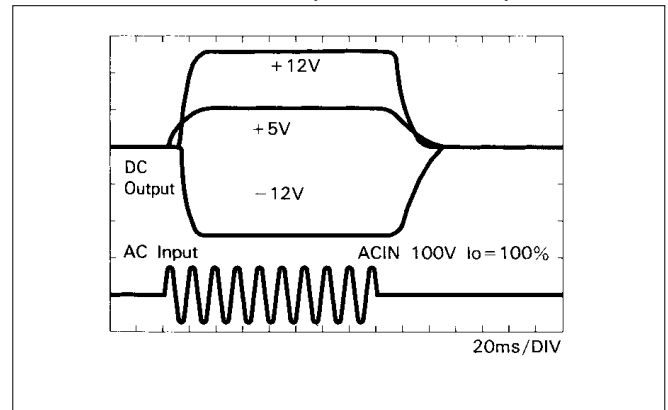 +12V
+5V
DC
Output
−12V
AC Input
ACIN 100V Io=100%
20ms/DIV